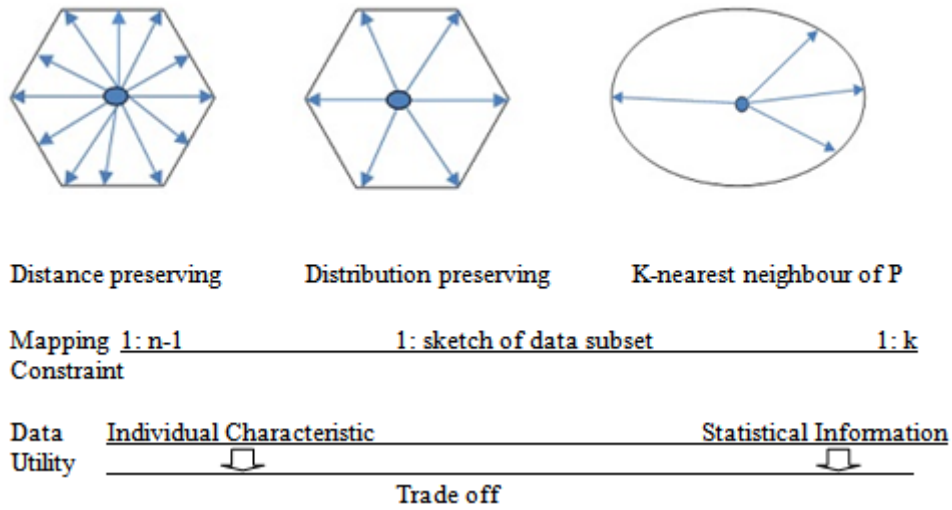 Distance preserving Distribution preserving K-nearest neighbour of P
Mapping 1: n-1 1: sketch of data subset 1: k
Constraint
Data Individual Characteristic Statistical Information
Utility
Trade off